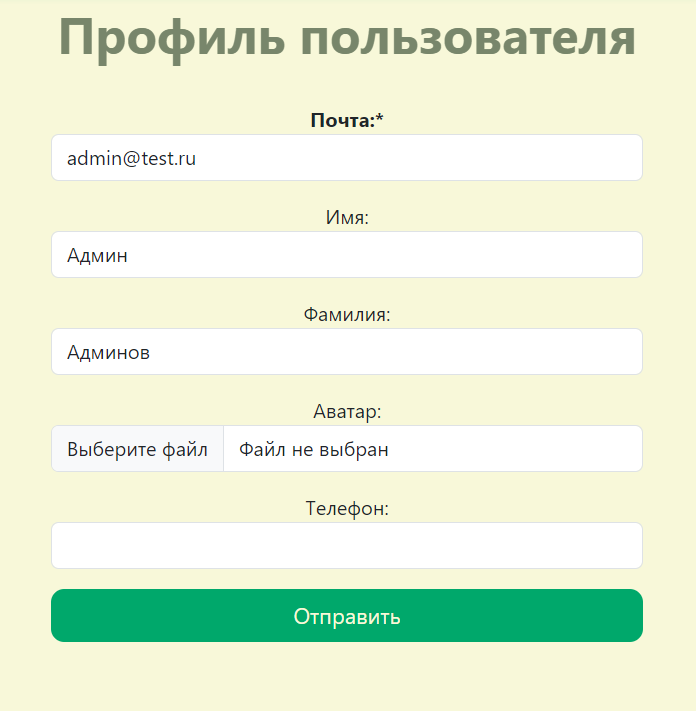 Профиль пользователя
Почта:*
admin@test.ru
Имя:
Админ
Фамилия:
Админов
Аватар:
Выберите файл Файл не выбран
Телефон:
Отправить